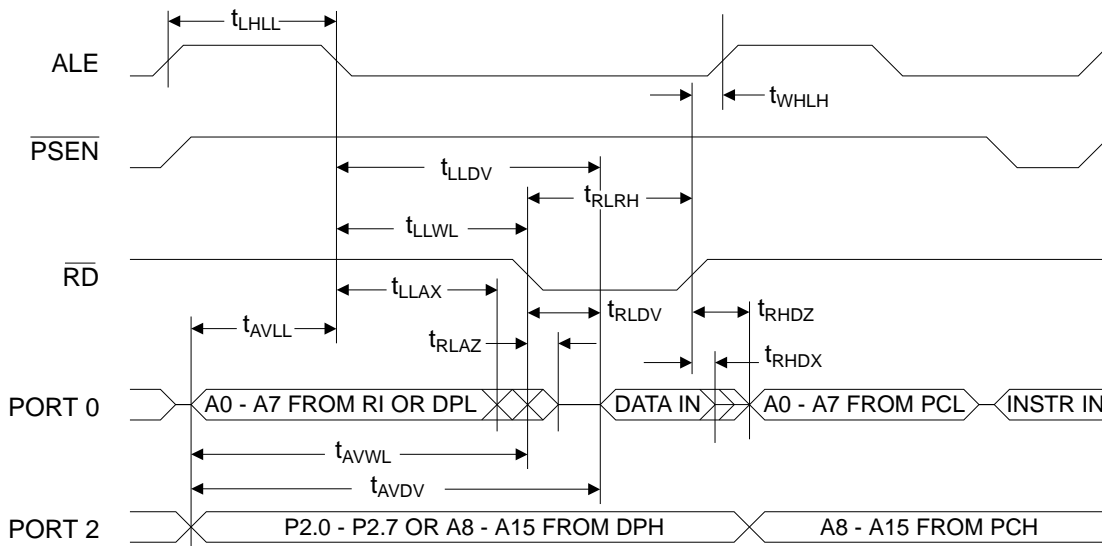 tLHLL
ALE
tWHLH
PSEN
tLLDV
tRLRH
tLLWL
RD
tLLAX
tRLDV
tRHDZ
tAVLL
tRLAZ
tRHDX
PORT 0
A0 - A7 FROM RI OR DPL
DATA IN
A0 - A7 FROM PCL
INSTR IN
tAVWL
tAVDV
PORT 2
P2.0 - P2.7 OR A8 - A15 FROM DPH
A8 - A15 FROM PCH